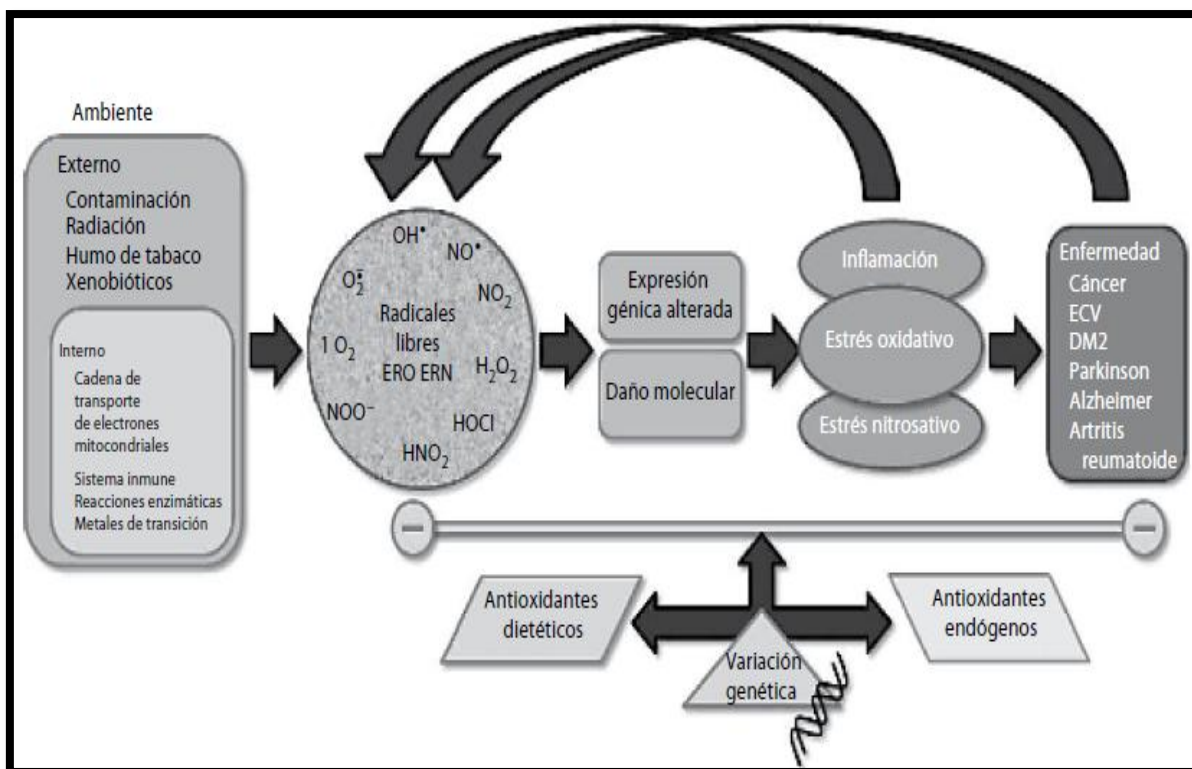 Ambiente
Externo
Contaminación
Radiación
Humo de tabaco
Xenobióticos
Interno
Cadena de
transporte
de electrones
mitocondriales
Sistema inmune
Reacciones enzimáticas
Metales de transición
OH•
NO•
O₂•̄
NO₂
Radicales
libres
ERO ERN
1 O₂
H₂O₂
NOO⁻
HOCl
HNO₂
Expresión
génica alterada
Daño molecular
Inflamación
Estrés oxidativo
Estrés nitrosativo
Enfermedad
Cáncer
ECV
DM2
Parkinson
Alzheimer
Artritis
reumatoide
−
−
Antioxidantes
dietéticos
Variación
genética
Antioxidantes
endógenos